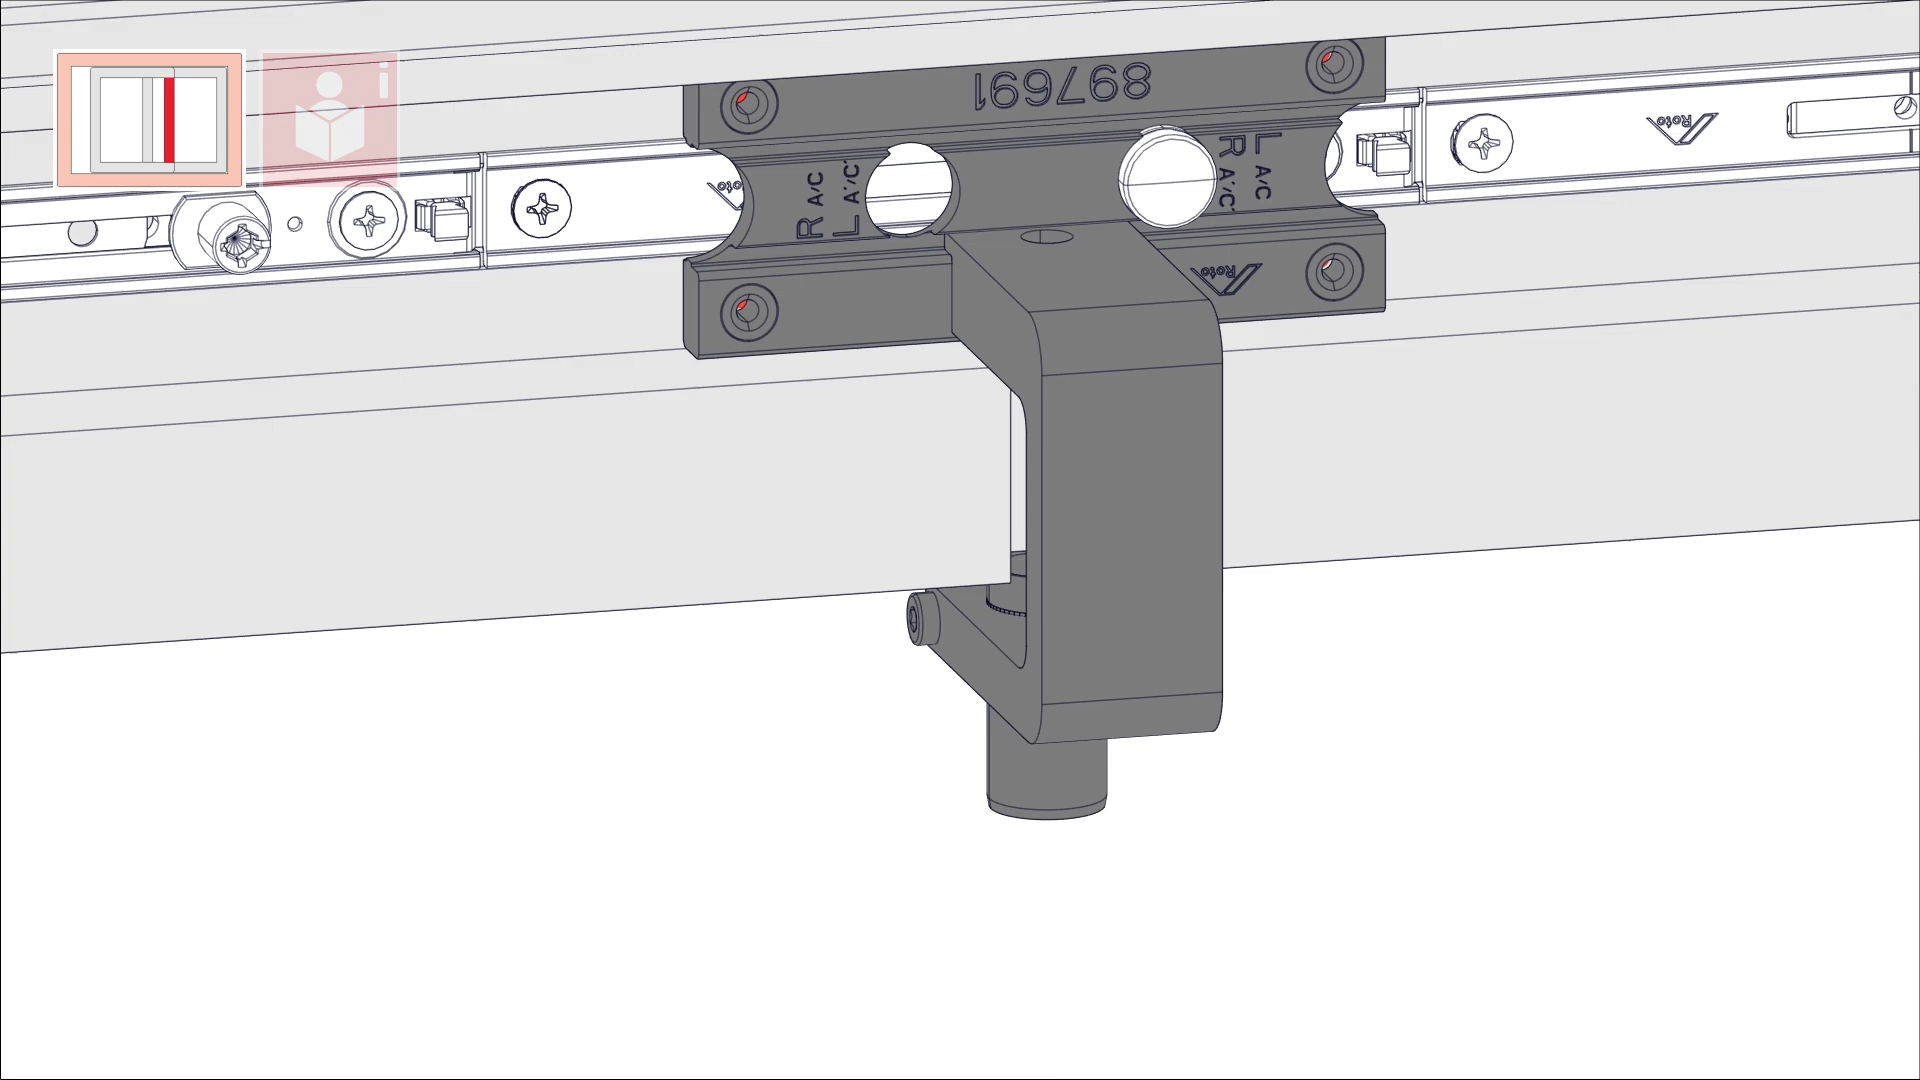 i
897691
Roto
R A/C
L A'/C'
R A'/C'
L A/C
Roto
Roto